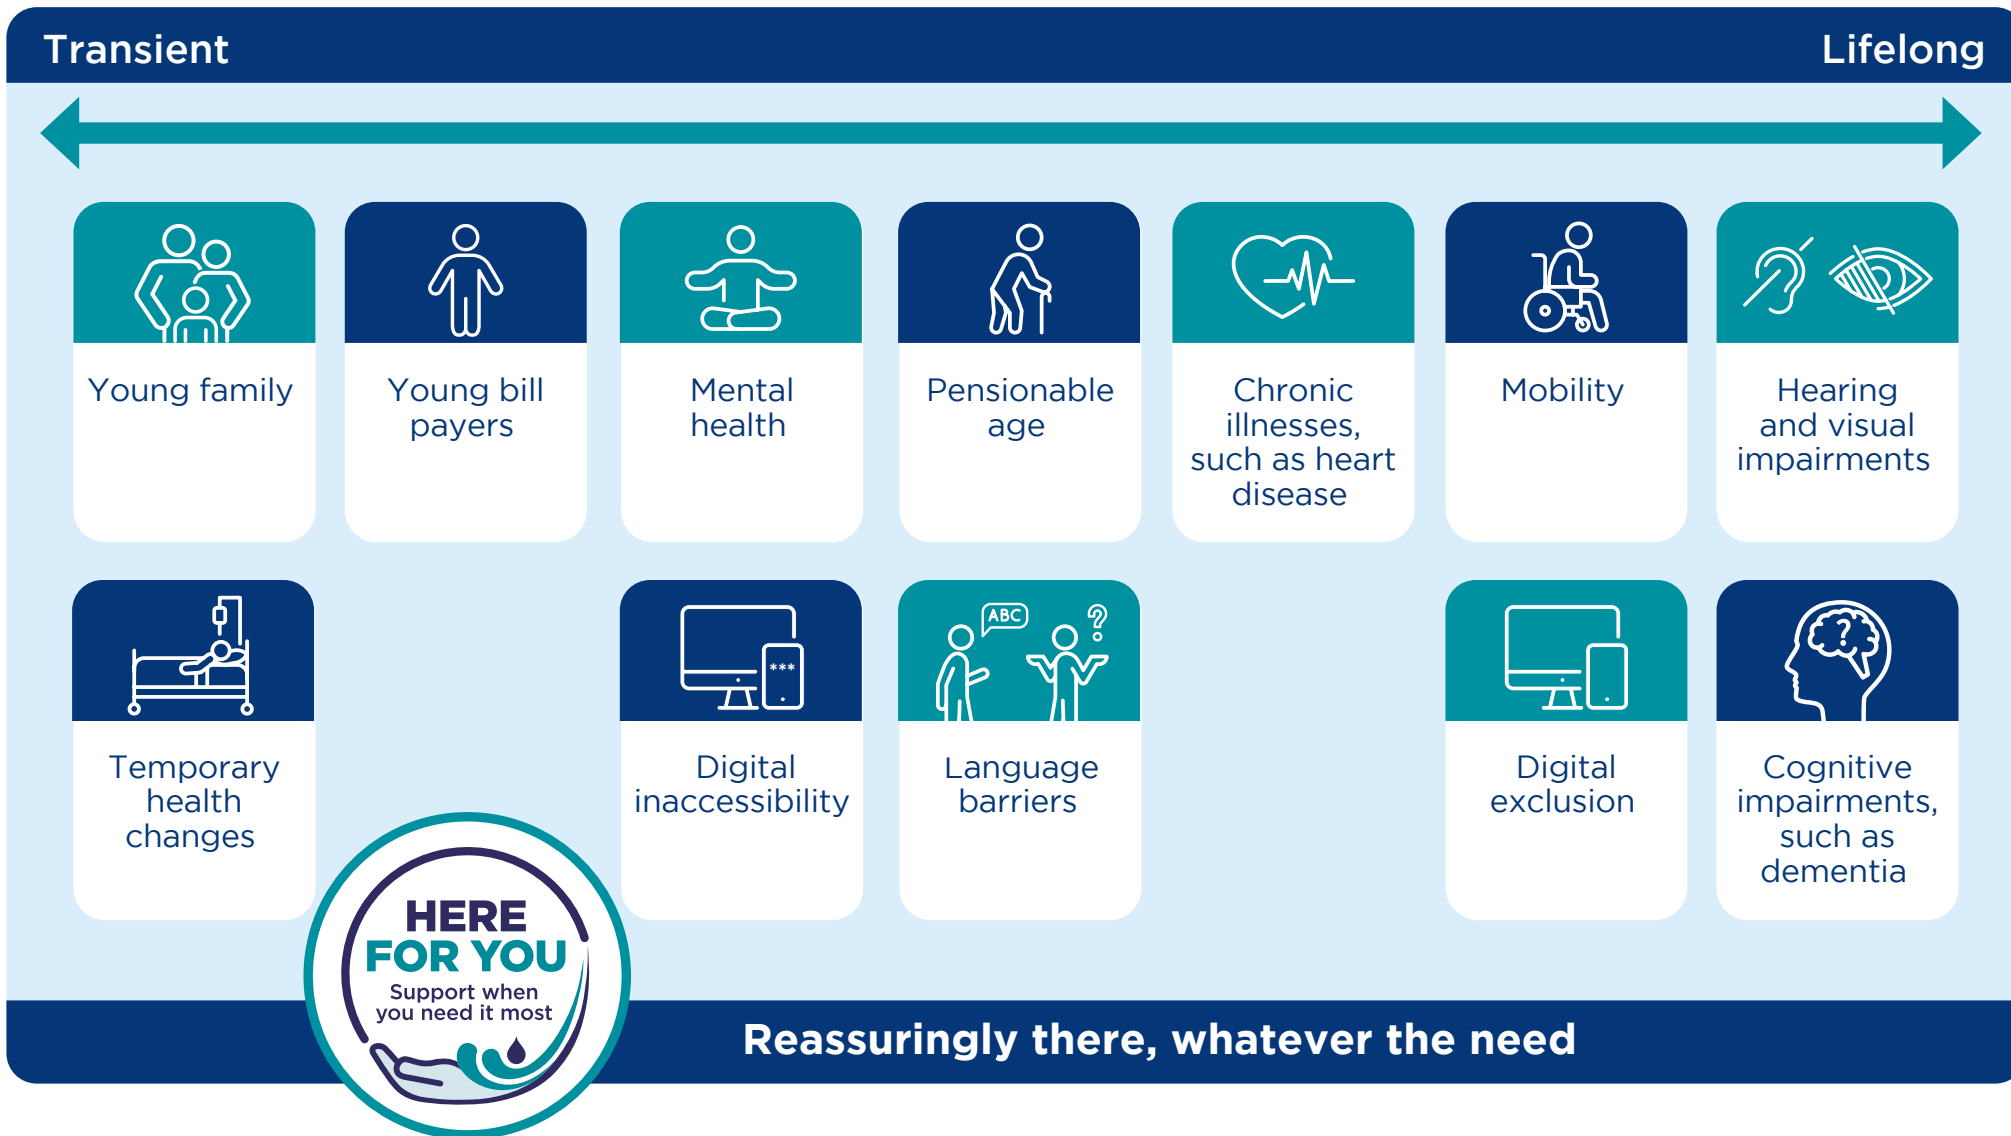 Transient
Lifelong
Young family
Young bill
payers
Mental
health
Pensionable
age
Chronic
illnesses,
such as heart
disease
Mobility
Hearing
and visual
impairments
ABC
?
***
?
Temporary
health
changes
Digital
inaccessibility
Language
barriers
Digital
exclusion
Cognitive
impairments,
such as
dementia
HERE
FOR YOU
Support when
you need it most
Reassuringly there, whatever the need